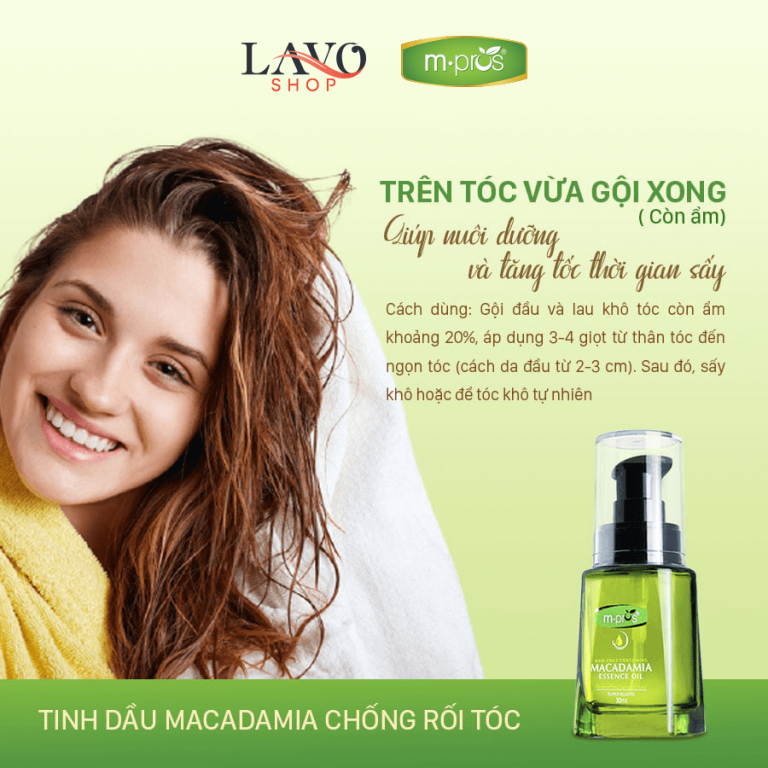 LAVO
SHOP
m·pros
TRÊN TÓC VỪA GỘI XONG
( Còn ẩm)
Giúp nuôi dưỡng
và tăng tốc thời gian sấy
Cách dùng: Gội đầu và lau khô tóc còn ẩm
khoảng 20%, áp dụng 3-4 giọt từ thân tóc đến
ngọn tóc (cách da đầu từ 2-3 cm). Sau đó, sấy
khô hoặc để tóc khô tự nhiên
m·pros
MACADAMIA
ESSENCE OIL
30ml
TINH DẦU MACADAMIA CHỐNG RỐI TÓC